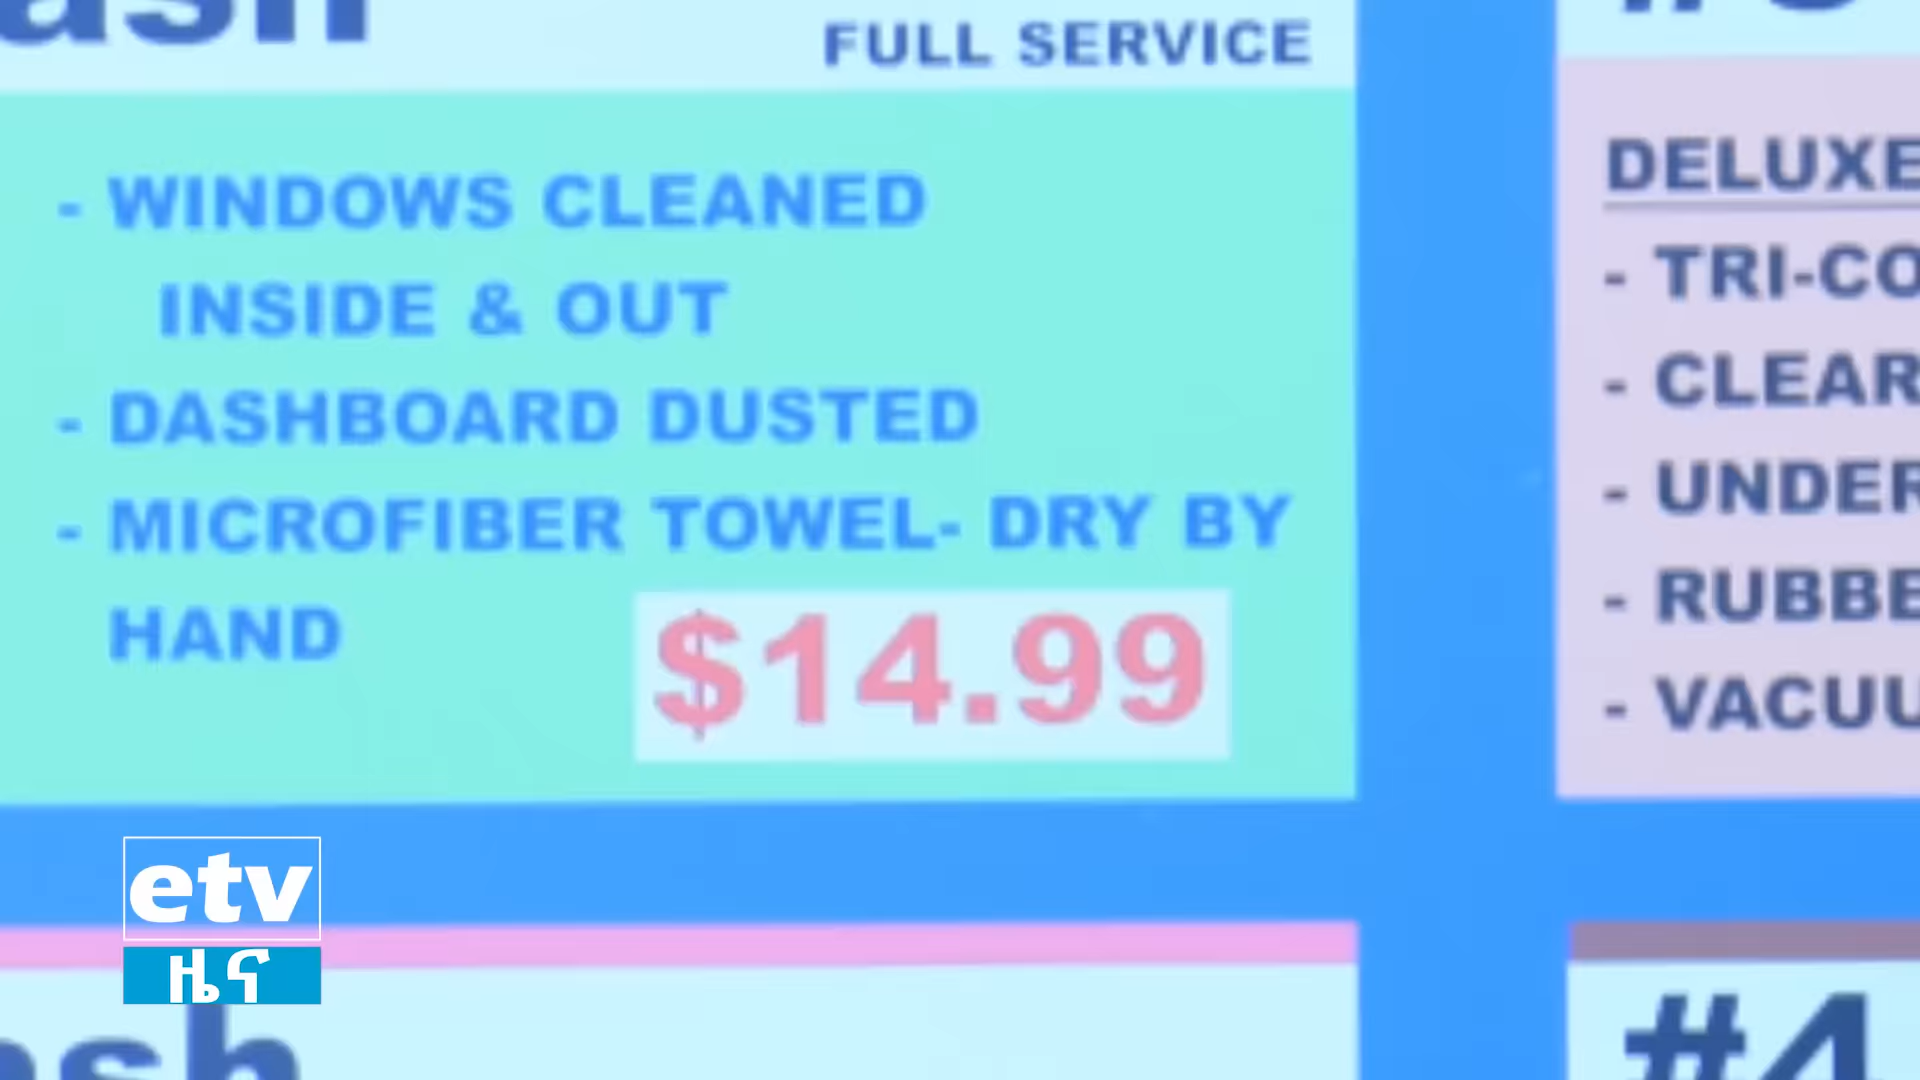 FULL SERVICE
- WINDOWS CLEANED
INSIDE & OUT
- DASHBOARD DUSTED
- MICROFIBER TOWEL- DRY BY
HAND
$14.99
DELUXE
- TRI-CO
- CLEAR
- UNDER
- RUBBE
- VACUU
etv
ዜና
#4